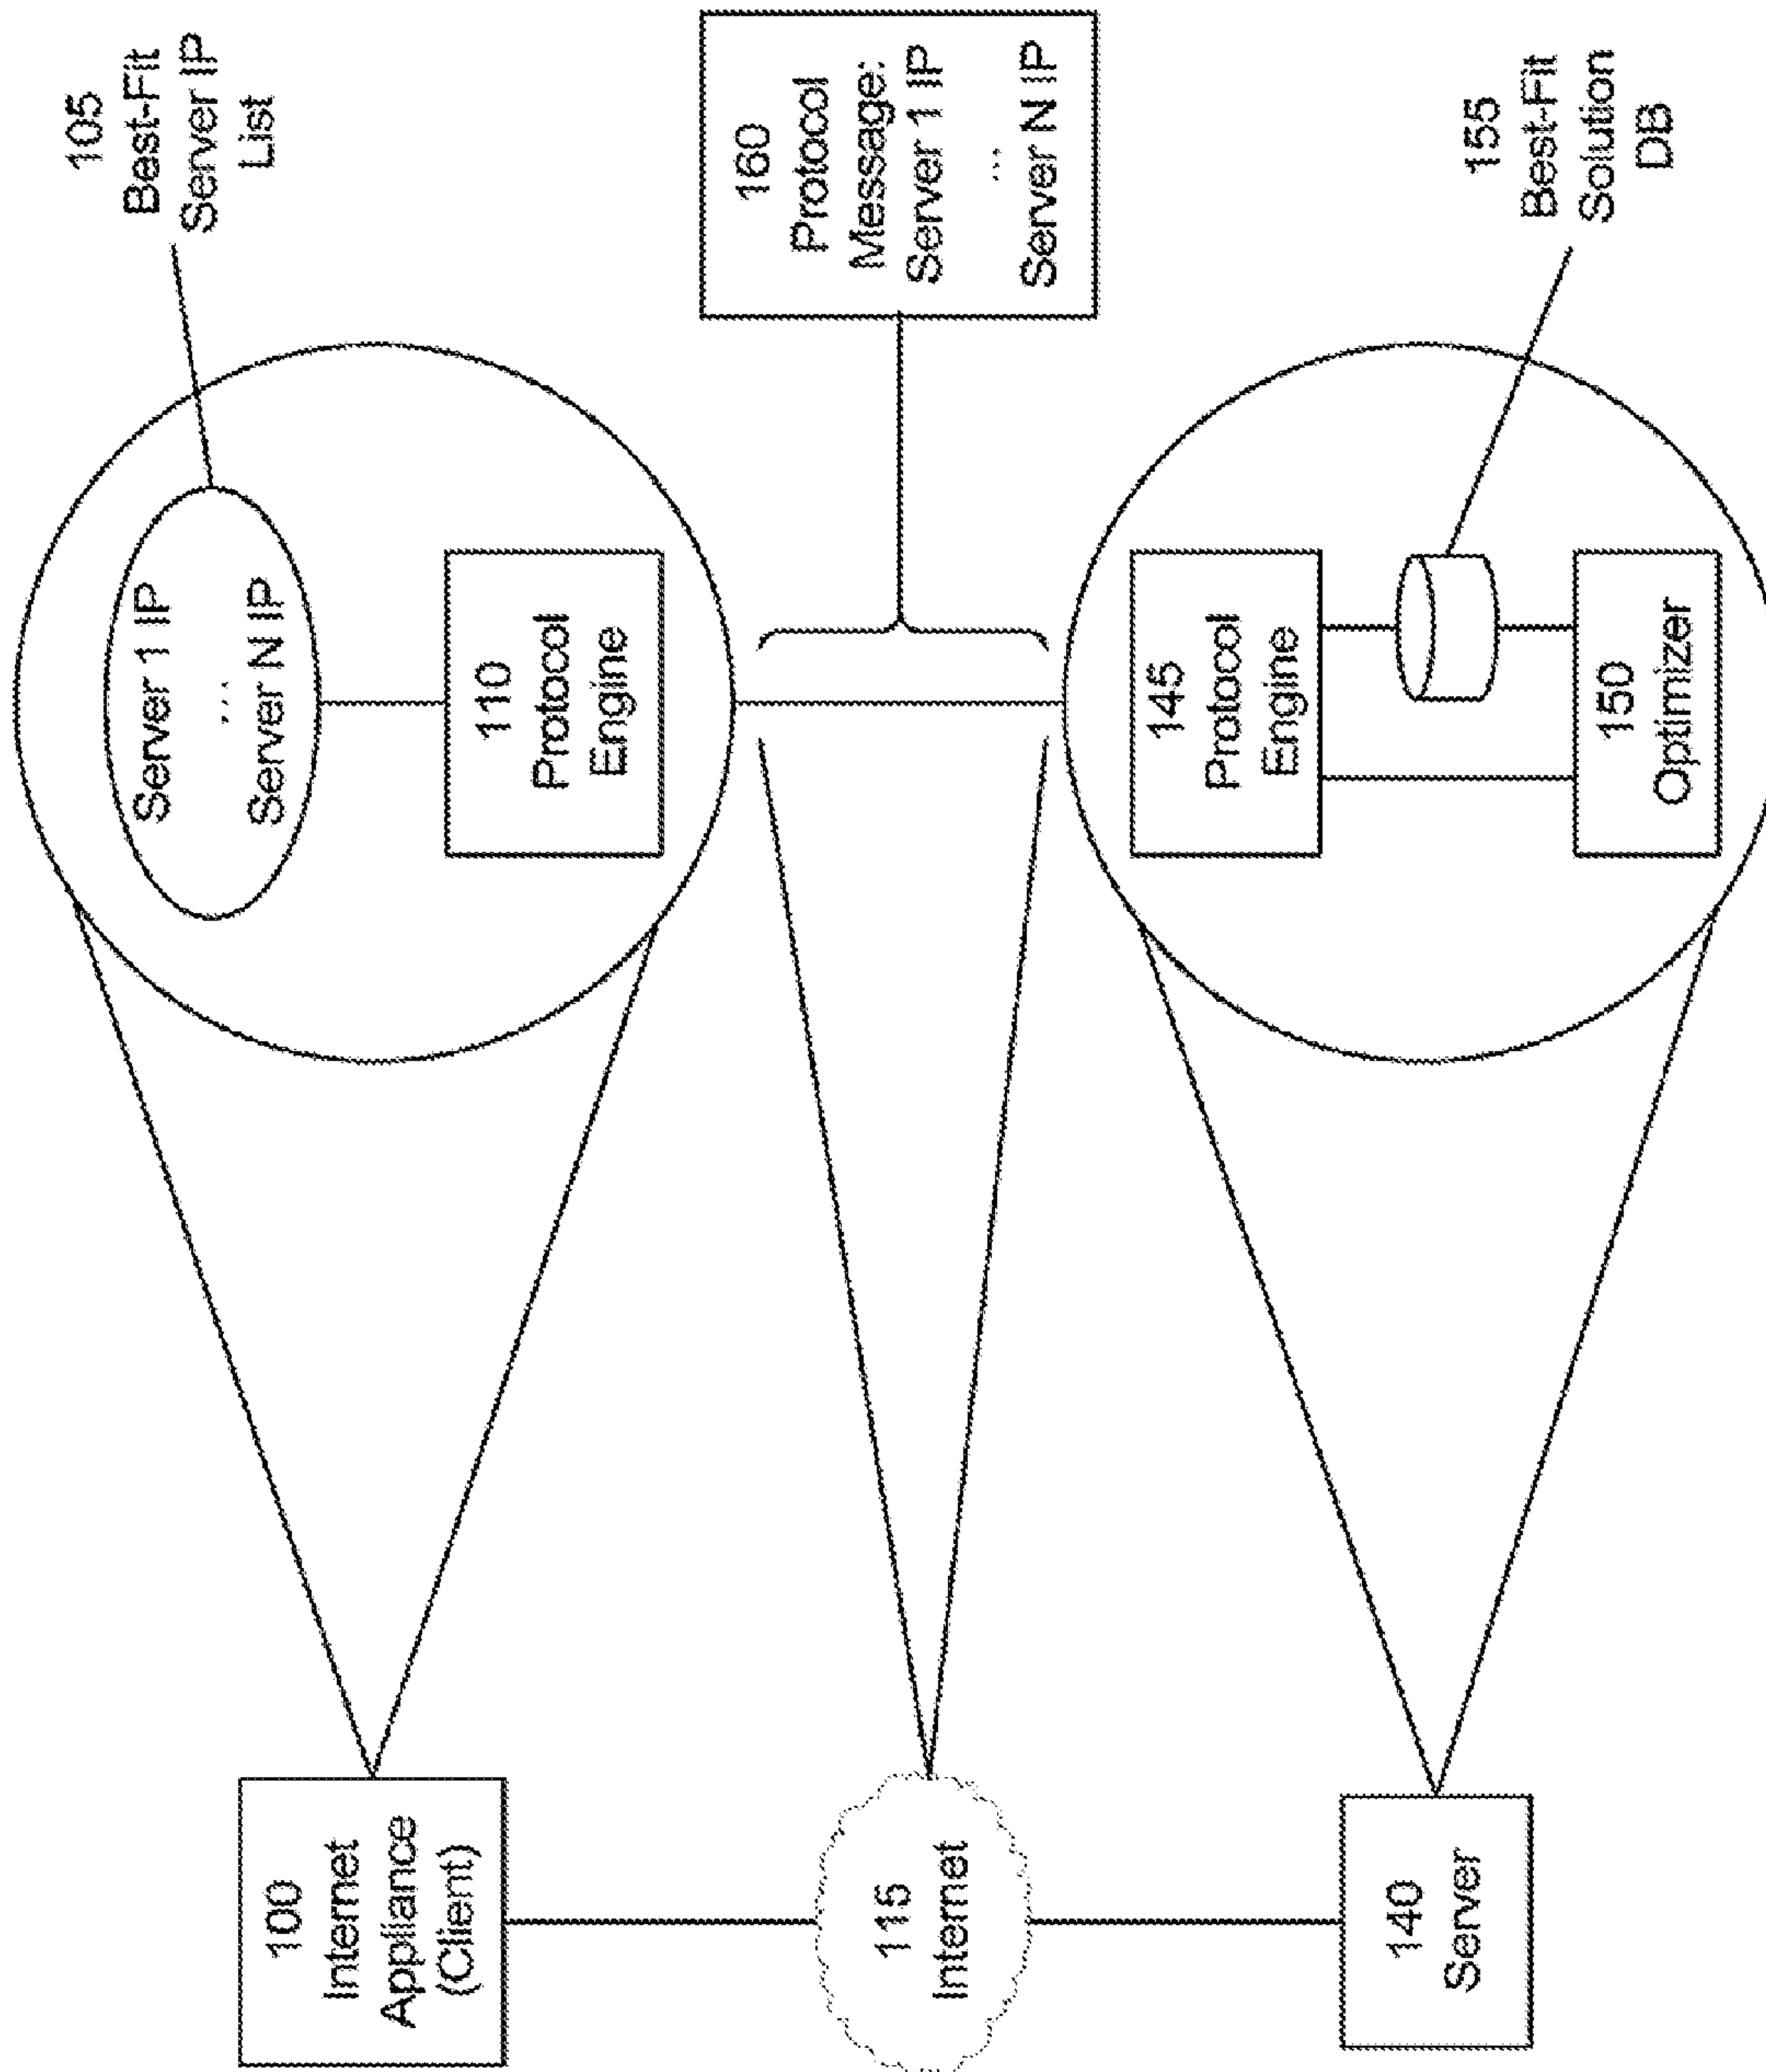 100
Internet
Appliance
(Client)
115
Internet
140
Server
Server 1 IP
...
Server N IP
110
Protocol
Engine
145
Protocol
Engine
150
Optimizer
105
Best-Fit
Server IP
List
160
Protocol
Message:
Server 1 IP
...
Server N IP
155
Best-Fit
Solution
DB